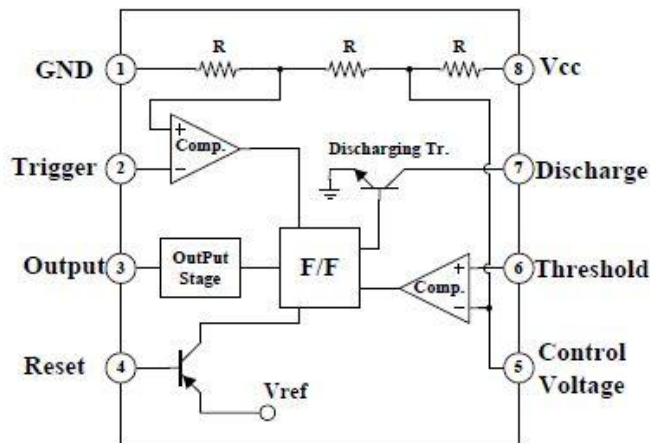 R R R
GND 1 8 Vcc
+
Comp.
Trigger 2 −
Discharging Tr.
7 Discharge
Output 3 OutPut
Stage
F/F
+ 6 Threshold
Comp.
−
Reset 4
Vref
5 Control
Voltage